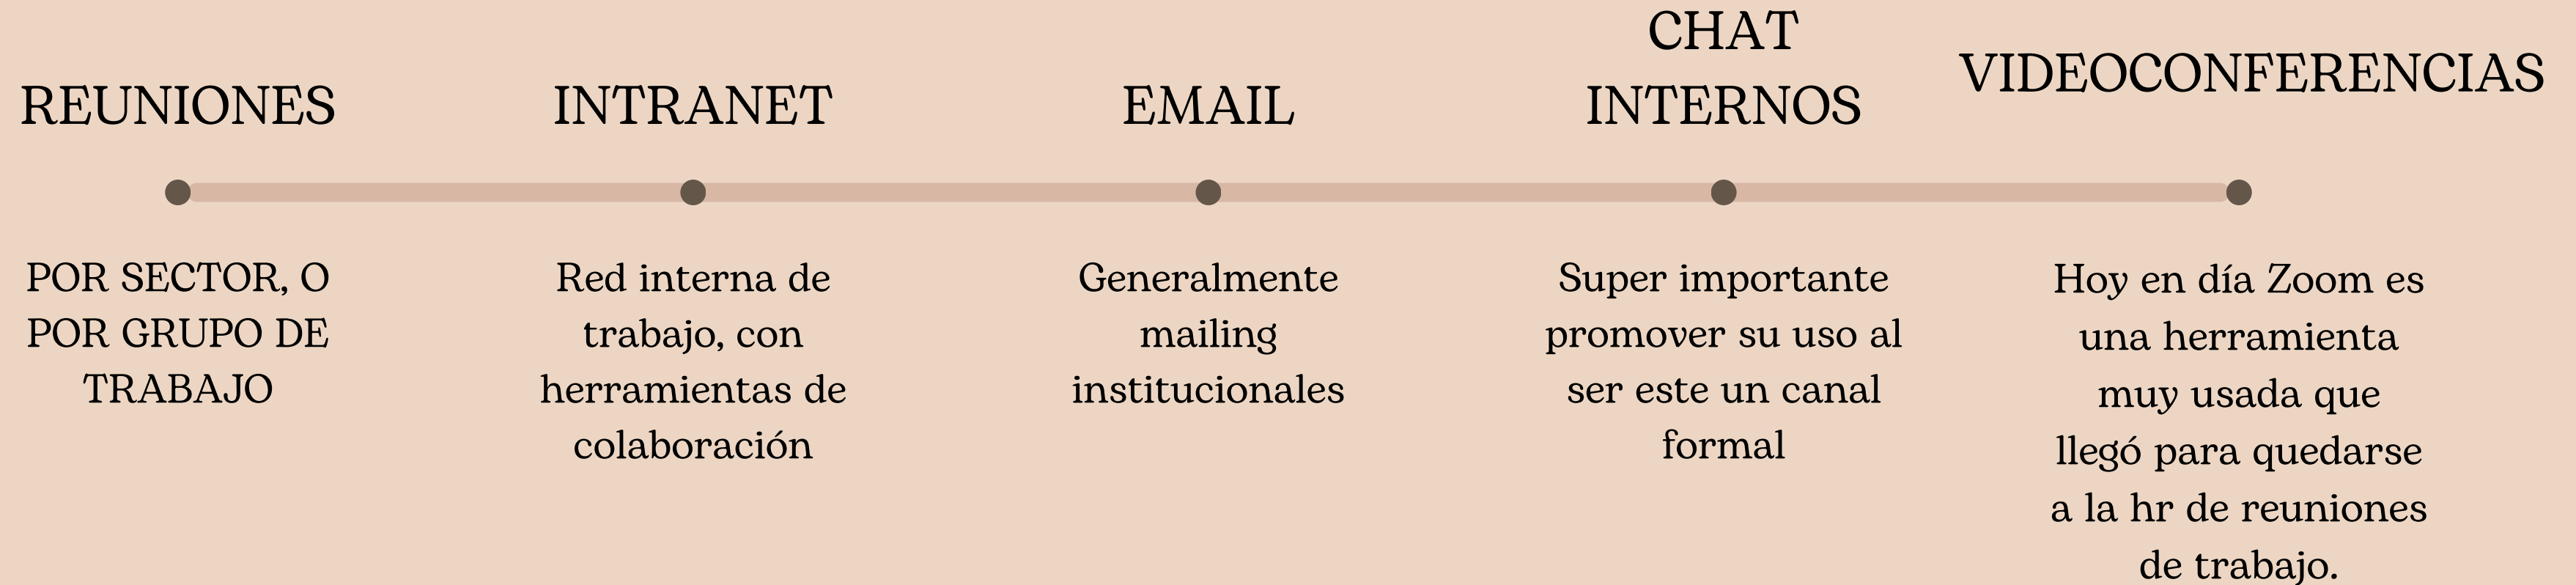 REUNIONES
POR SECTOR, O
POR GRUPO DE
TRABAJO
INTRANET
Red interna de
trabajo, con
herramientas de
colaboración
EMAIL
Generalmente
mailing
institucionales
CHAT
INTERNOS
Super importante
promover su uso al
ser este un canal
formal
VIDEOCONFERENCIAS
Hoy en día Zoom es
una herramienta
muy usada que
llegó para quedarse
a la hr de reuniones
de trabajo.